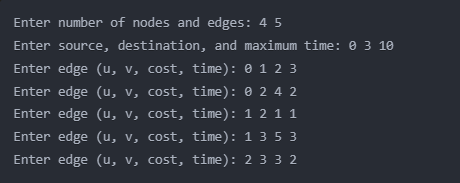 Enter number of nodes and edges: 4 5
Enter source, destination, and maximum time: 0 3 10
Enter edge (u, v, cost, time): 0 1 2 3
Enter edge (u, v, cost, time): 0 2 4 2
Enter edge (u, v, cost, time): 1 2 1 1
Enter edge (u, v, cost, time): 1 3 5 3
Enter edge (u, v, cost, time): 2 3 3 2